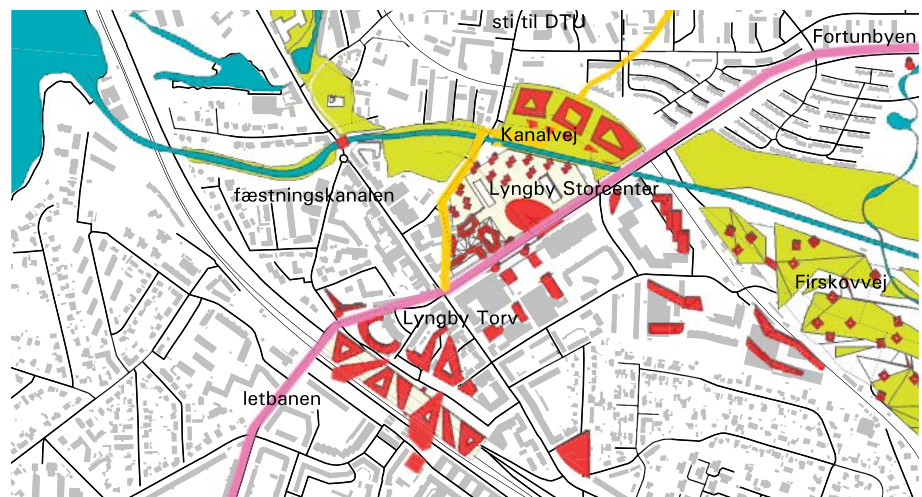 sti til DTU
Fortunbyen
Kanalvej
Lyngby Storcenter
fæstningskanalen
Firskovvej
Lyngby Torv
letbanen